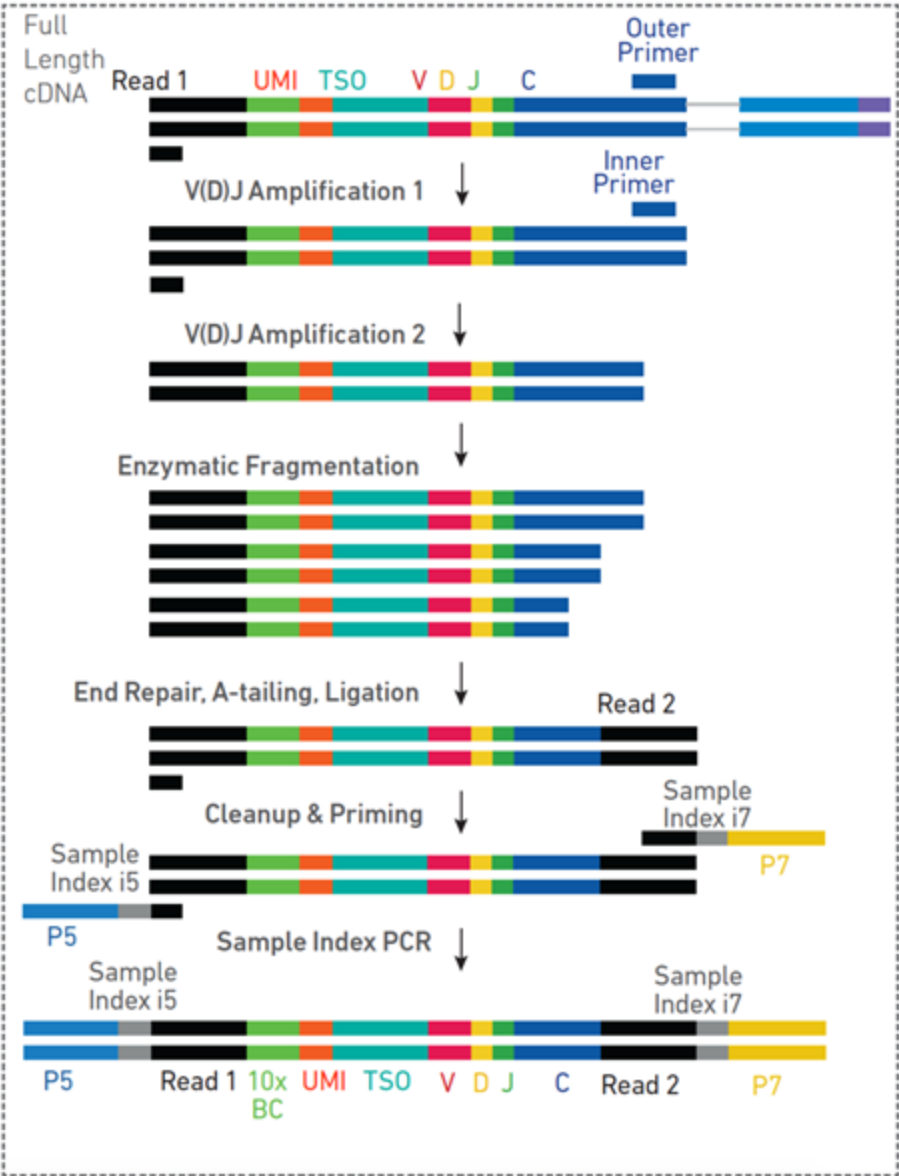 Full
Length
cDNA
Outer
Primer
Read 1 UMI TSO V D J C
Inner
Primer
V(D)J Amplification 1
V(D)J Amplification 2
Enzymatic Fragmentation
End Repair, A-tailing, Ligation
Read 2
Cleanup & Priming
Sample
Index i7
P7
Sample
Index i5
P5
Sample Index PCR
Sample
Index i5
Sample
Index i7
P5 Read 1 10x UMI TSO V D J C Read 2 P7
BC